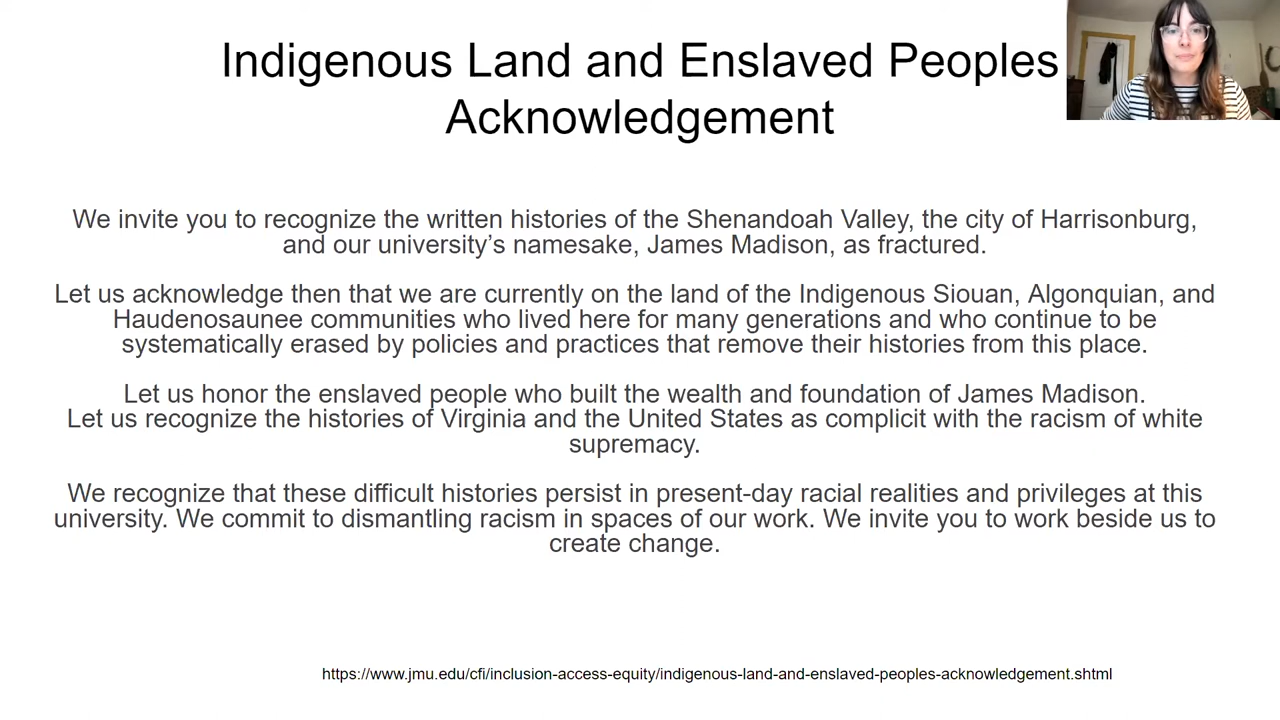 Indigenous Land and Enslaved Peoples
Acknowledgement
We invite you to recognize the written histories of the Shenandoah Valley, the city of Harrisonburg,
and our university’s namesake, James Madison, as fractured.
Let us acknowledge then that we are currently on the land of the Indigenous Siouan, Algonquian, and
Haudenosaunee communities who lived here for many generations and who continue to be
systematically erased by policies and practices that remove their histories from this place.
Let us honor the enslaved people who built the wealth and foundation of James Madison.
Let us recognize the histories of Virginia and the United States as complicit with the racism of white
supremacy.
We recognize that these difficult histories persist in present-day racial realities and privileges at this
university. We commit to dismantling racism in spaces of our work. We invite you to work beside us to
create change.
https://www.jmu.edu/cfi/inclusion-access-equity/indigenous-land-and-enslaved-peoples-acknowledgement.shtml